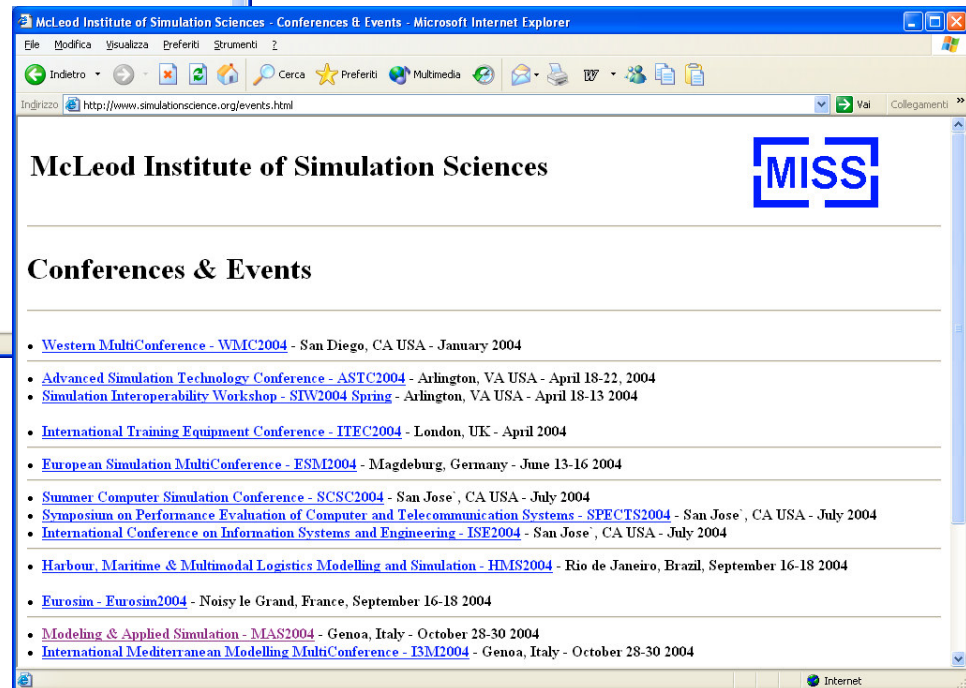 McLeod Institute of Simulation Sciences - Conferences & Events - Microsoft Internet Explorer
File Modifica Visualizza Preferiti Strumenti ?
Indietro Cerca Preferiti Multimedia
Indirizzo http://www.simulationscience.org/events.html Vai Collegamenti »
McLeod Institute of Simulation Sciences
MISS
Conferences & Events
• Western MultiConference - WMC2004 - San Diego, CA USA - January 2004
• Advanced Simulation Technology Conference - ASTC2004 - Arlington, VA USA - April 18-22, 2004
• Simulation Interoperability Workshop - SIW2004 Spring - Arlington, VA USA - April 18-13 2004
• International Training Equipment Conference - ITEC2004 - London, UK - April 2004
• European Simulation MultiConference - ESM2004 - Magdeburg, Germany - June 13-16 2004
• Summer Computer Simulation Conference - SCSC2004 - San Jose`, CA USA - July 2004
• Symposium on Performance Evaluation of Computer and Telecommunication Systems - SPECTS2004 - San Jose`, CA USA - July 2004
• International Conference on Information Systems and Engineering - ISE2004 - San Jose`, CA USA - July 2004
• Harbour, Maritime & Multimodal Logistics Modelling and Simulation - HMS2004 - Rio de Janeiro, Brazil, September 16-18 2004
• Eurosim - Eurosim2004 - Noisy le Grand, France, September 16-18 2004
• Modeling & Applied Simulation - MAS2004 - Genoa, Italy - October 28-30 2004
• International Mediterranean Modelling MultiConference - I3M2004 - Genoa, Italy - October 28-30 2004
Internet